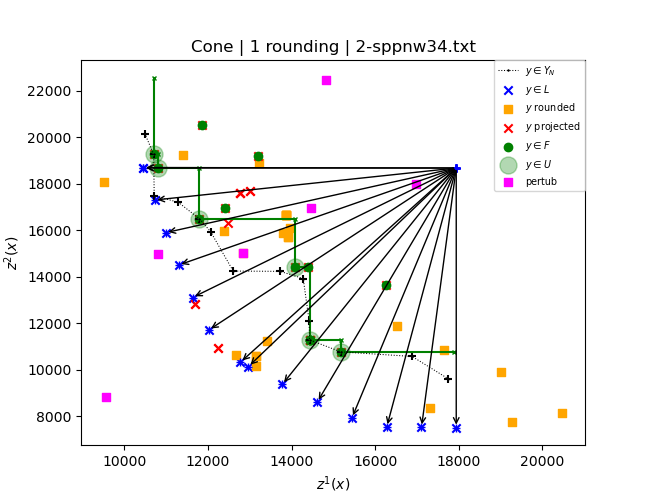 Cone | 1 rounding | 2-sppnw34.txt
y ∈ Y_N
y ∈ L
y rounded
y projected
y ∈ F
y ∈ U
pertub
22000
20000
18000
16000
14000
12000
10000
8000
z²(x)
10000 12000 14000 16000 18000 20000
z¹(x)